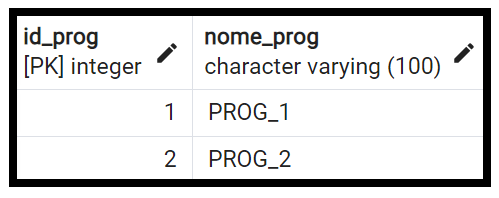 id_prog nome_prog
[PK] integer character varying (100)
1 PROG_1
2 PROG_2